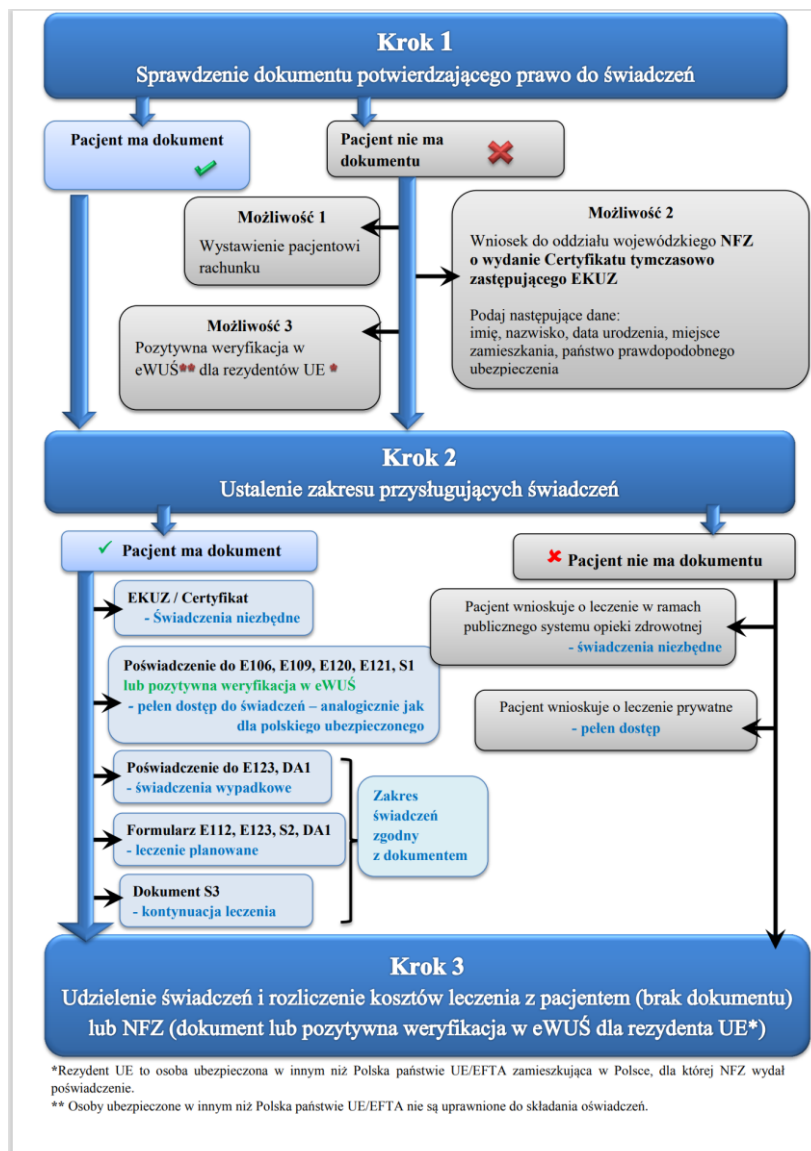 Krok 1
Sprawdzenie dokumentu potwierdzającego prawo do świadczeń
Pacjent ma dokument
Pacjent nie ma
dokumentu
Możliwość 1
Wystawienie pacjentowi
rachunku
Możliwość 2
Wniosek do oddziału wojewódzkiego NFZ
o wydanie Certyfikatu tymczasowo
zastępującego EKUZ
Podaj następujące dane:
imię, nazwisko, data urodzenia, miejsce
zamieszkania, państwo prawdopodobnego
ubezpieczenia
Możliwość 3
Pozytywna weryfikacja w
eWUŚ** dla rezydentów UE *
Krok 2
Ustalenie zakresu przysługujących świadczeń
Pacjent ma dokument
EKUZ / Certyfikat
- Świadczenia niezbędne
Poświadczenie do E106, E109, E120, E121, S1
lub pozytywna weryfikacja w eWUŚ
- pełen dostęp do świadczeń – analogicznie jak
dla polskiego ubezpieczonego
Poświadczenie do E123, DA1
- świadczenia wypadkowe
Formularz E112, E123, S2, DA1
- leczenie planowane
Dokument S3
- kontynuacja leczenia
Zakres
świadczeń
zgodny
z dokumentem
Pacjent nie ma dokumentu
Pacjent wnioskuje o leczenie w ramach
publicznego systemu opieki zdrowotnej
- świadczenia niezbędne
Pacjent wnioskuje o leczenie prywatne
- pełen dostęp
Krok 3
Udzielenie świadczeń i rozliczenie kosztów leczenia z pacjentem (brak dokumentu)
lub NFZ (dokument lub pozytywna weryfikacja w eWUŚ dla rezydenta UE*)
*Rezydent UE to osoba ubezpieczona w innym niż Polska państwie UE/EFTA zamieszkująca w Polsce, dla której NFZ wydał
poświadczenie.
** Osoby ubezpieczone w innym niż Polska państwie UE/EFTA nie są uprawnione do składania oświadczeń.